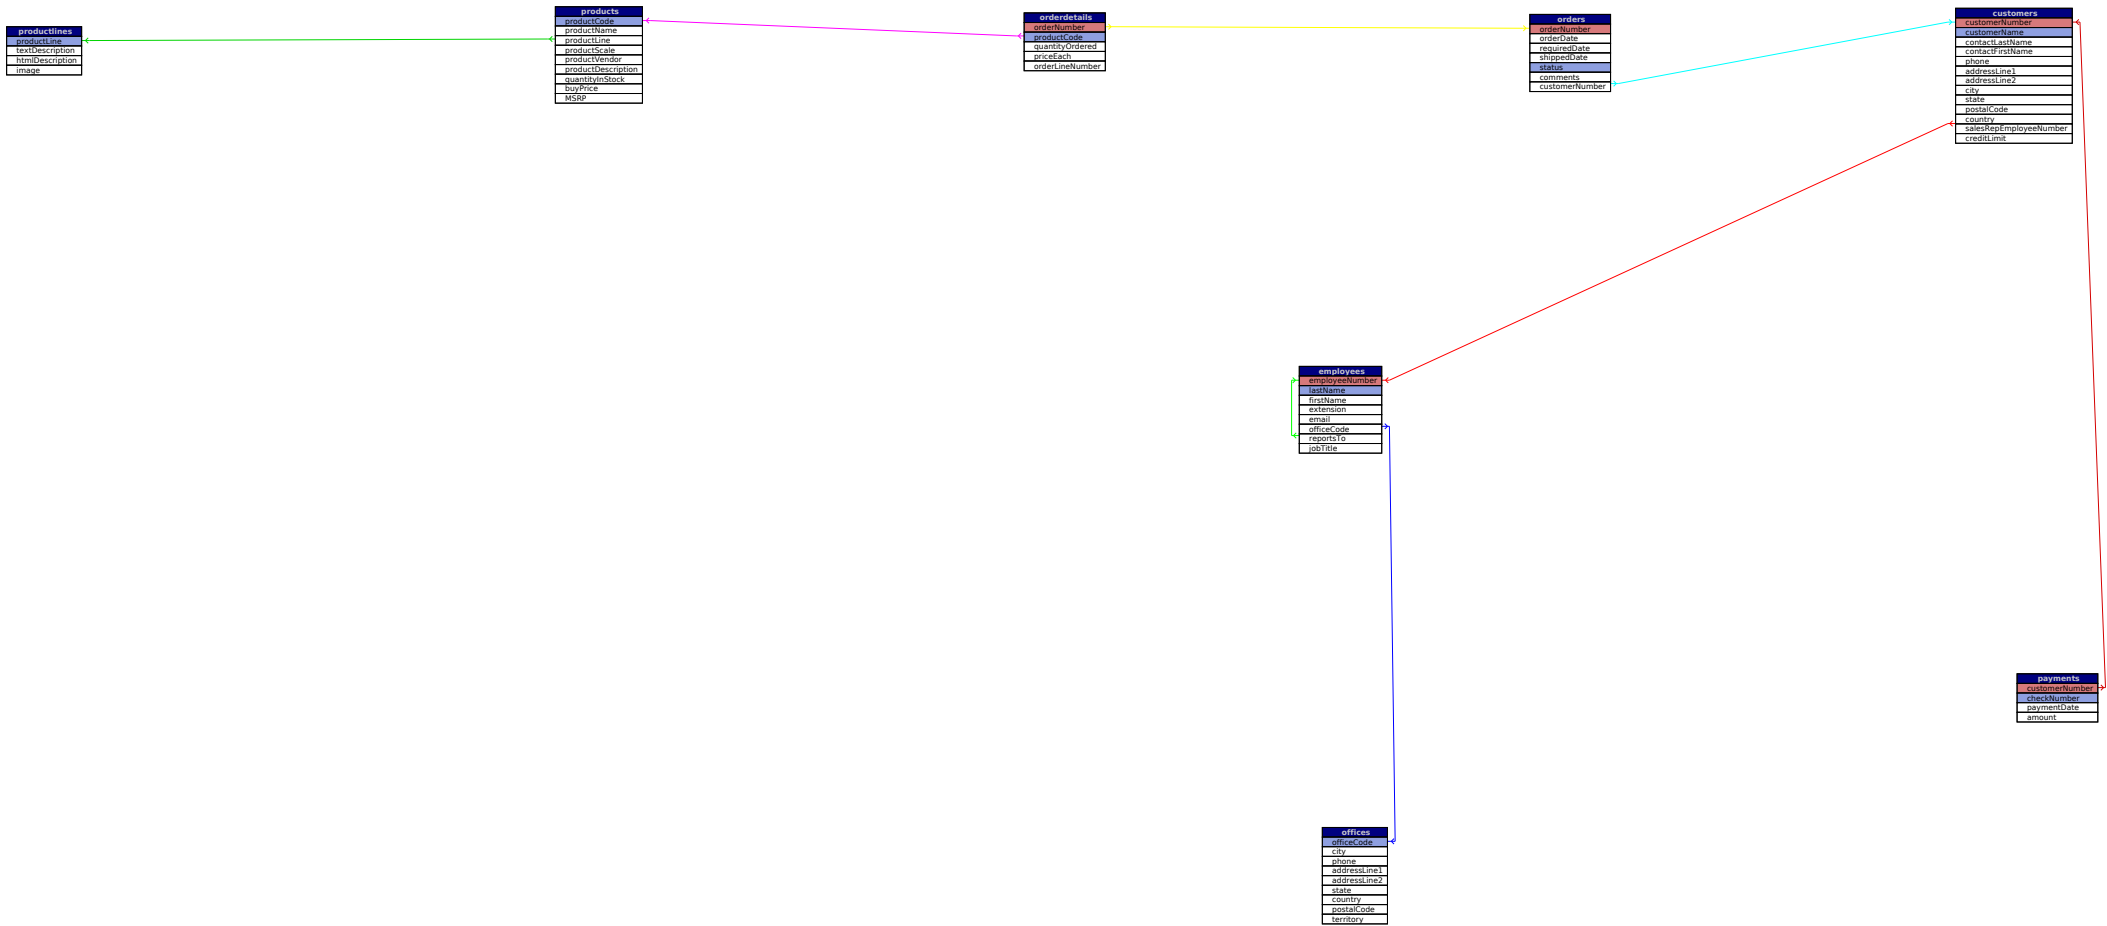 productlines
productLine
textDescription
htmlDescription
image
products
productCode
productName
productLine
productScale
productVendor
productDescription
quantityInStock
buyPrice
MSRP
orderdetails
orderNumber
productCode
quantityOrdered
priceEach
orderLineNumber
orders
orderNumber
orderDate
requiredDate
shippedDate
status
comments
customerNumber
customers
customerNumber
customerName
contactLastName
contactFirstName
phone
addressLine1
addressLine2
city
state
postalCode
country
salesRepEmployeeNumber
creditLimit
employees
employeeNumber
lastName
firstName
extension
email
officeCode
reportsTo
jobTitle
payments
customerNumber
checkNumber
paymentDate
amount
offices
officeCode
city
phone
addressLine1
addressLine2
state
country
postalCode
territory